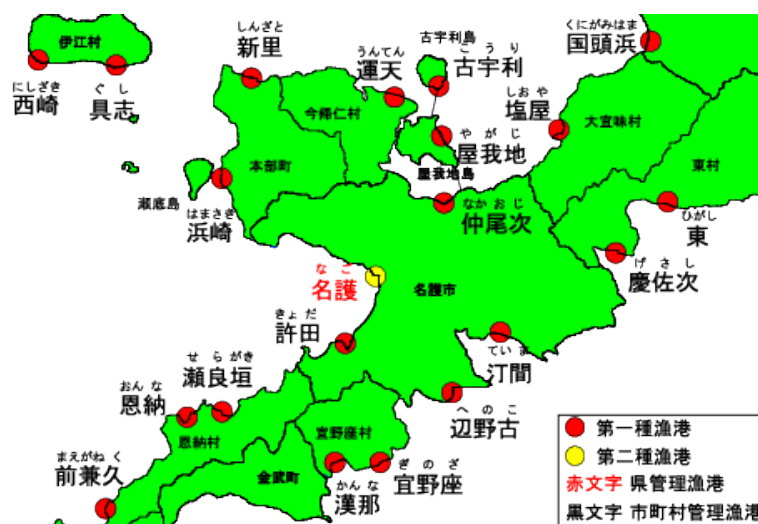 くにがみはま
国頭浜
伊江村
しんざと
新里
うんてん
運天
古宇利島
こうり
古宇利
にしざき
西崎
ぐし
具志
しおや
塩屋
今帰仁村
大宜味村
やがじ
屋我地
屋我地島
本部町
東村
瀬底島
はまさき
浜崎
なかおじ
仲尾次
ひがし
東
げさし
慶佐次
なご
名護
名護市
きょだ
許田
ていま
汀間
せらがき
瀬良垣
おんな
恩納
恩納村
へのこ
辺野古
宜野座村
ぎのざ
宜野座
かんな
漢那
金武町
まえがねく
前兼久
第一種漁港
第二種漁港
赤文字 県管理漁港
黒文字 市町村管理漁港